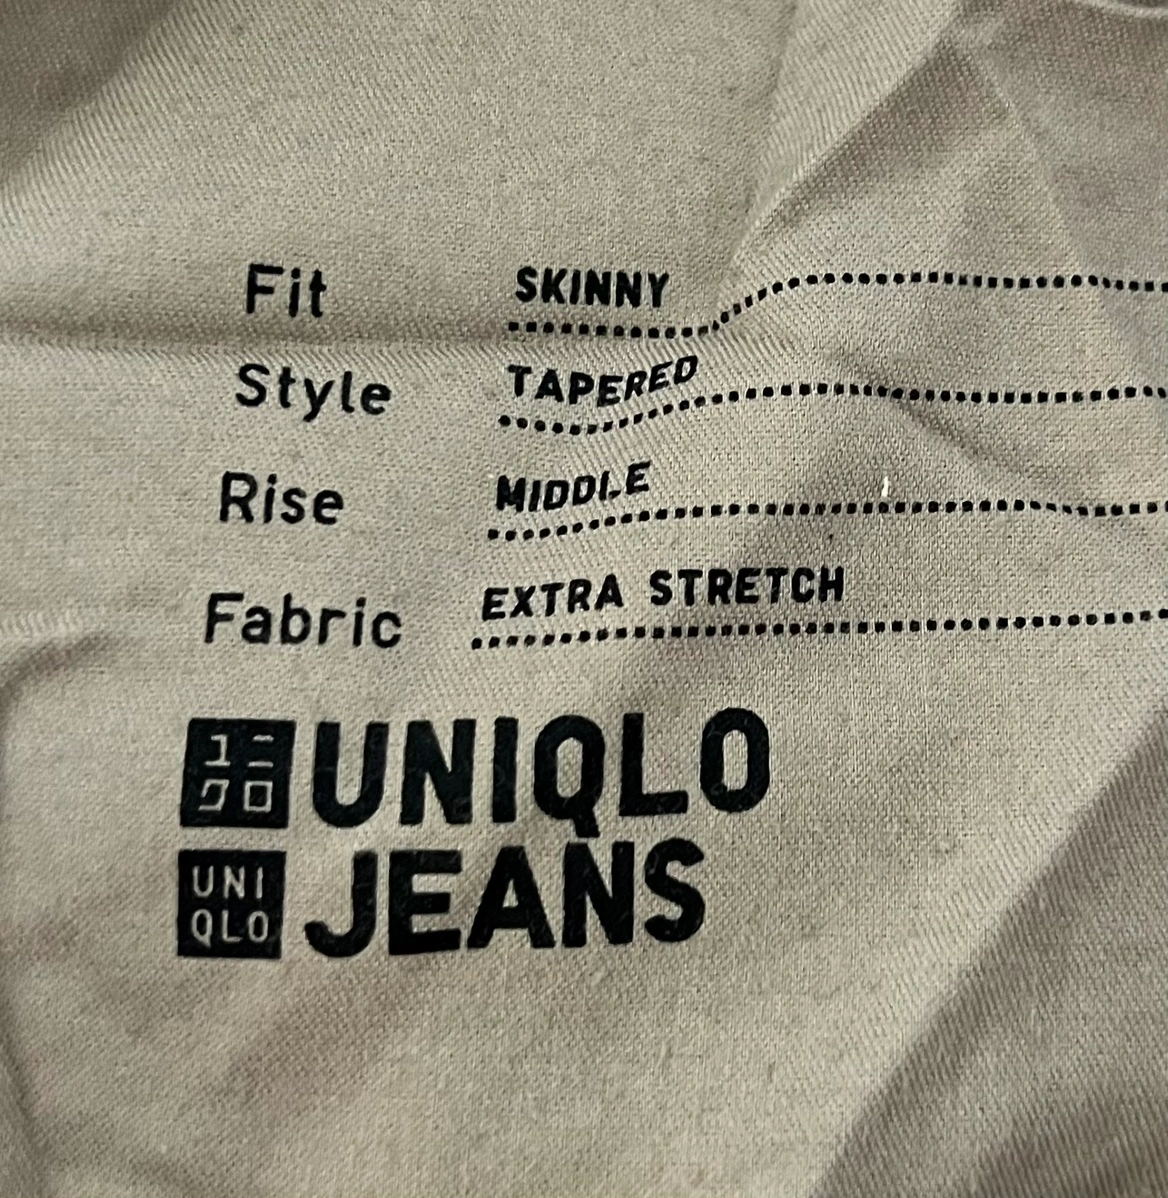 Fit SKINNY
Style TAPERED
Rise MIDDLE
Fabric EXTRA STRETCH
ユニ
クロ
UNIQLO
UNI
QLO
JEANS